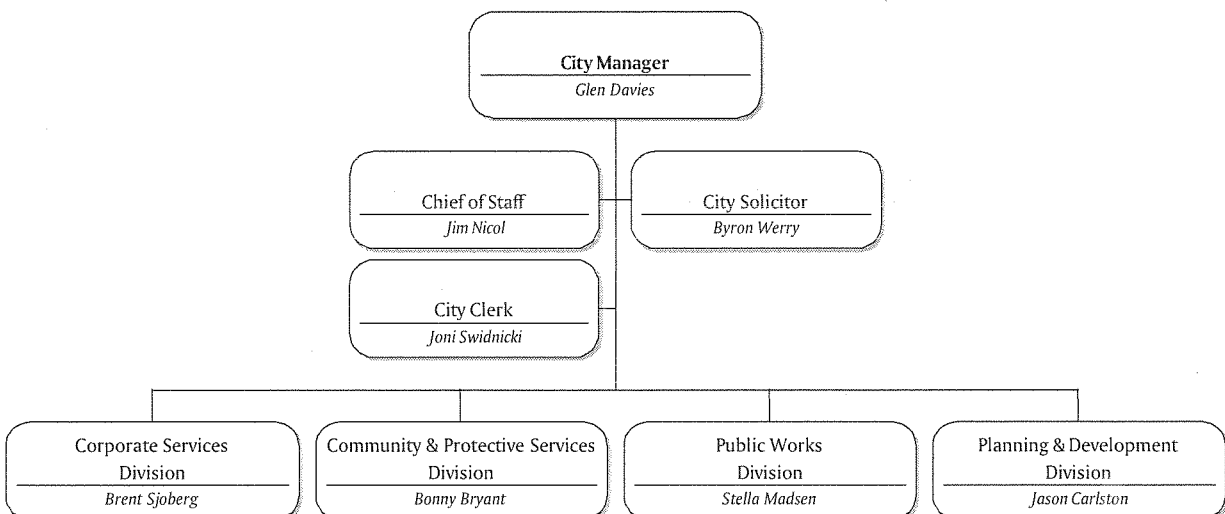 City Manager
Glen Davies
Chief of Staff
Jim Nicol
City Solicitor
Byron Werry
City Clerk
Joni Swidnicki
Corporate Services
Division
Brent Sjoberg
Community & Protective Services
Division
Bonny Bryant
Public Works
Division
Stella Madsen
Planning & Development
Division
Jason Carlston